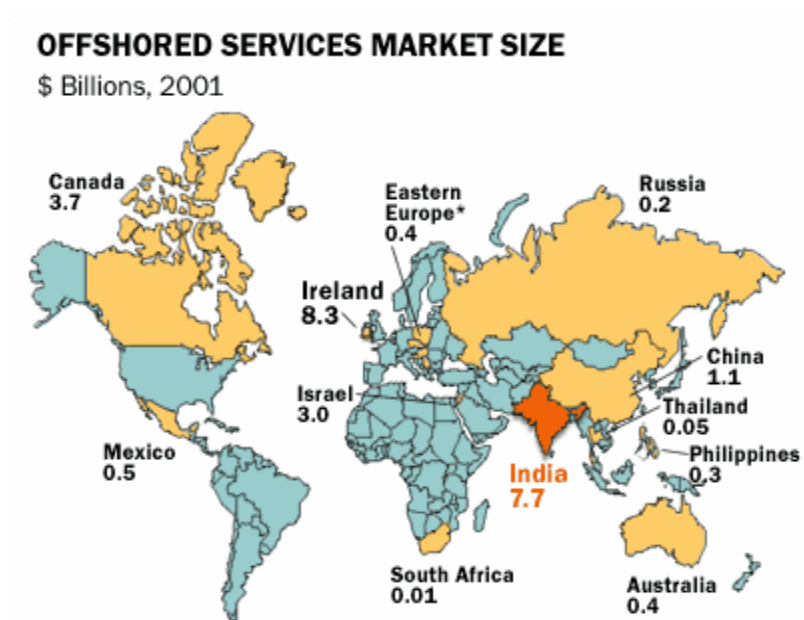 OFFSHORED SERVICES MARKET SIZE
$ Billions, 2001
Canada
3.7
Eastern
Europe*
0.4
Russia
0.2
Ireland
8.3
China
1.1
Israel
3.0
Thailand
0.05
Mexico
0.5
Philippines
0.3
India
7.7
South Africa
0.01
Australia
0.4